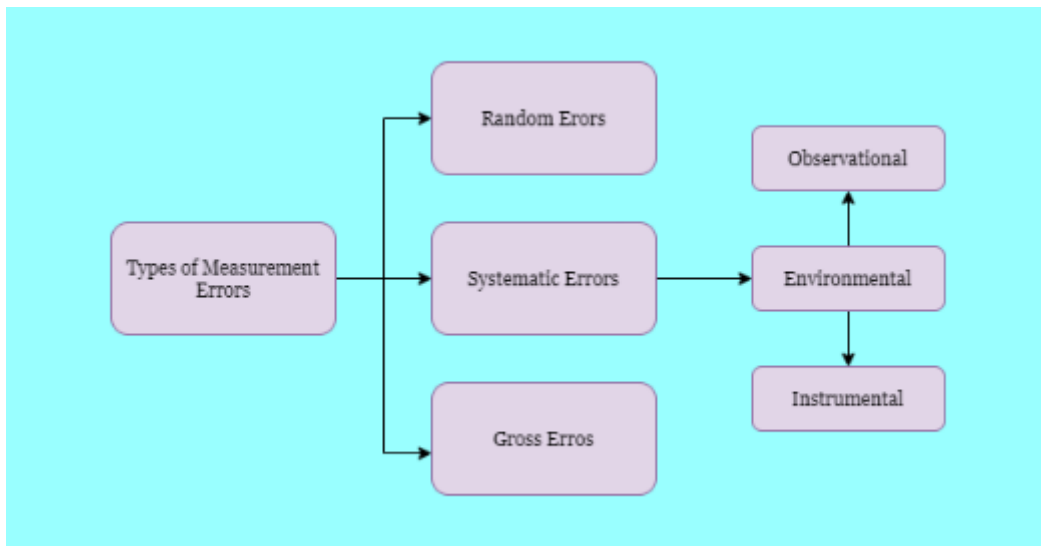 Random Erors
Observational
Types of Measurement
Errors
Systematic Errors
Environmental
Instrumental
Gross Erros